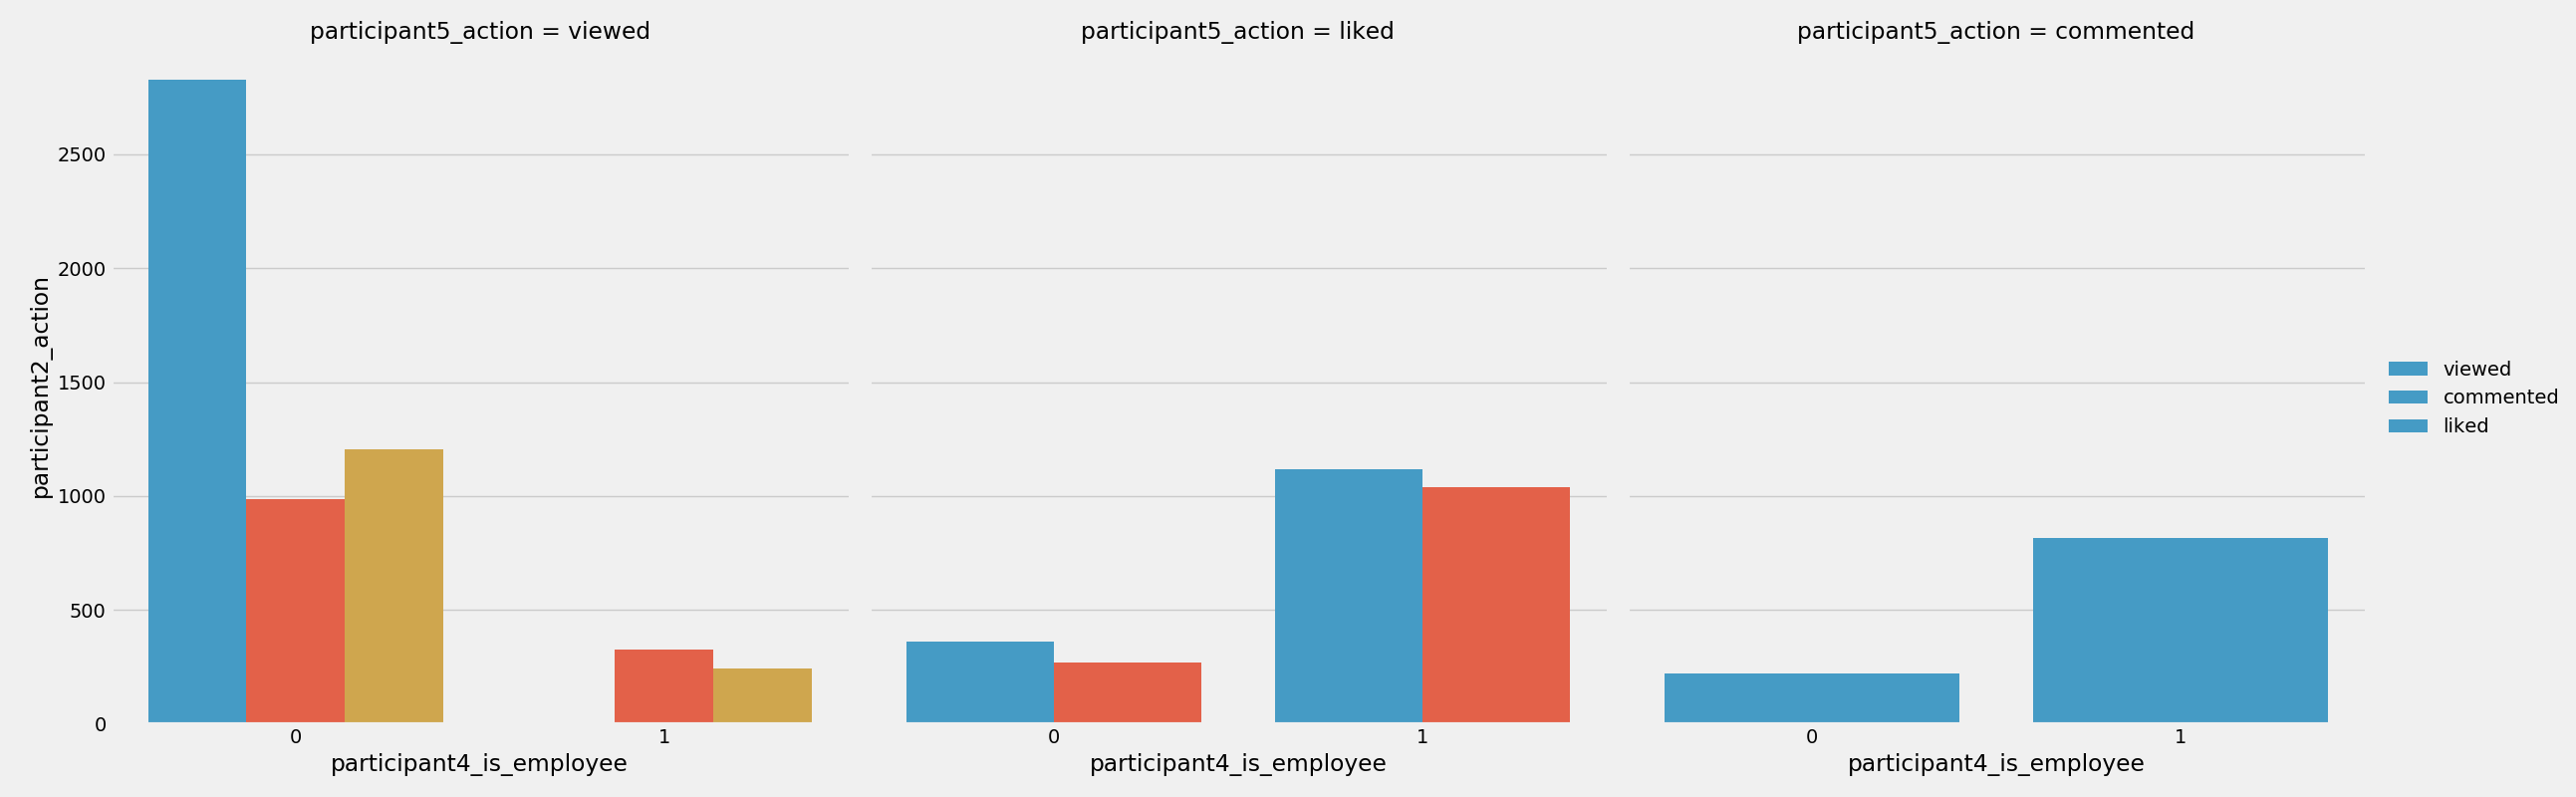 participant5_action = viewed
participant5_action = liked
participant5_action = commented
participant2_action
2500
2000
1500
1000
500
0
0 1
0 1
0 1
participant4_is_employee
participant4_is_employee
participant4_is_employee
viewed
commented
liked